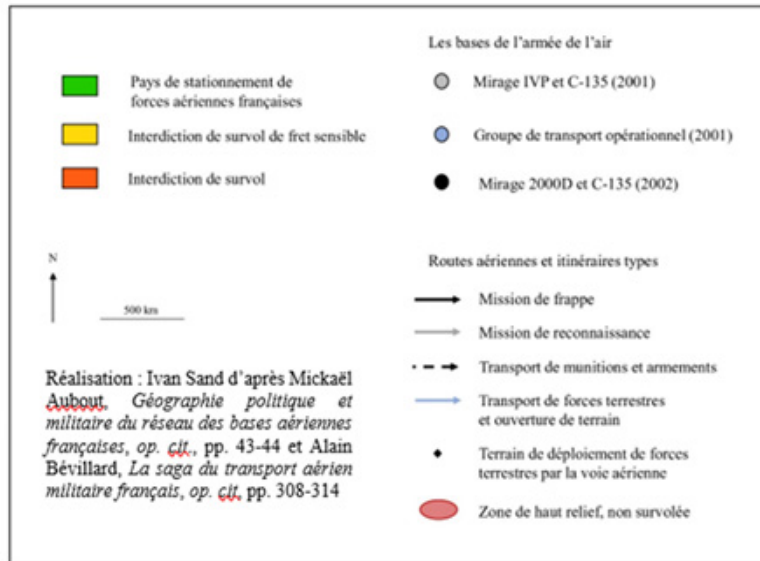 Pays de stationnement de
forces aériennes françaises
Interdiction de survol de fret sensible
Interdiction de survol
N
500 km
Réalisation : Ivan Sand d'après Mickaël
Aubout, Géographie politique et
militaire du réseau des bases aériennes
françaises, op. cit., pp. 43-44 et Alain
Bévillard, La saga du transport aérien
militaire français, op. cit, pp. 308-314
Les bases de l'armée de l'air
Mirage IVP et C-135 (2001)
Groupe de transport opérationnel (2001)
Mirage 2000D et C-135 (2002)
Routes aériennes et itinéraires types
Mission de frappe
Mission de reconnaissance
Transport de munitions et armements
Transport de forces terrestres
et ouverture de terrain
Terrain de déploiement de forces
terrestres par la voie aérienne
Zone de haut relief, non survolée